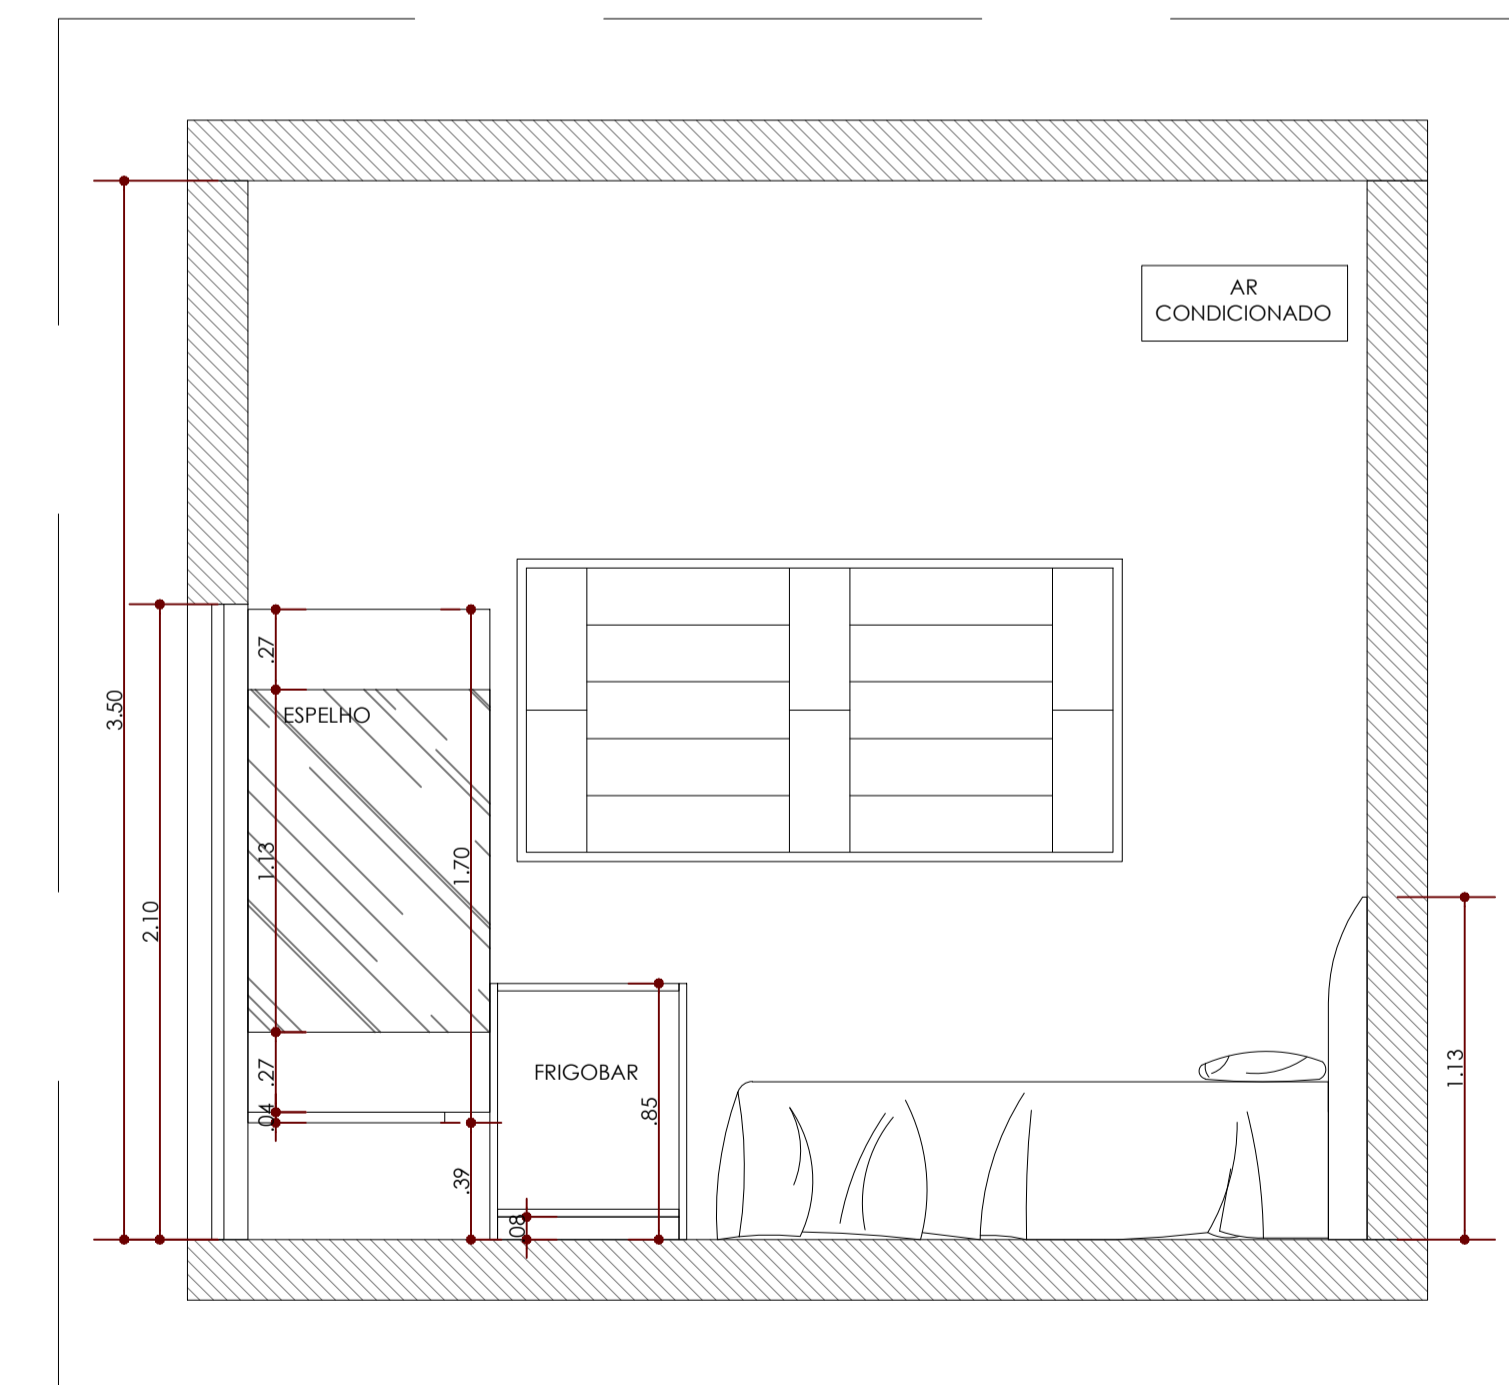 AR
CONDICIONADO
.27
3.50
ESPELHO
1.13
1.70
2.10
.27
FRIGOBAR
1.13
.04
.85
.39
.08